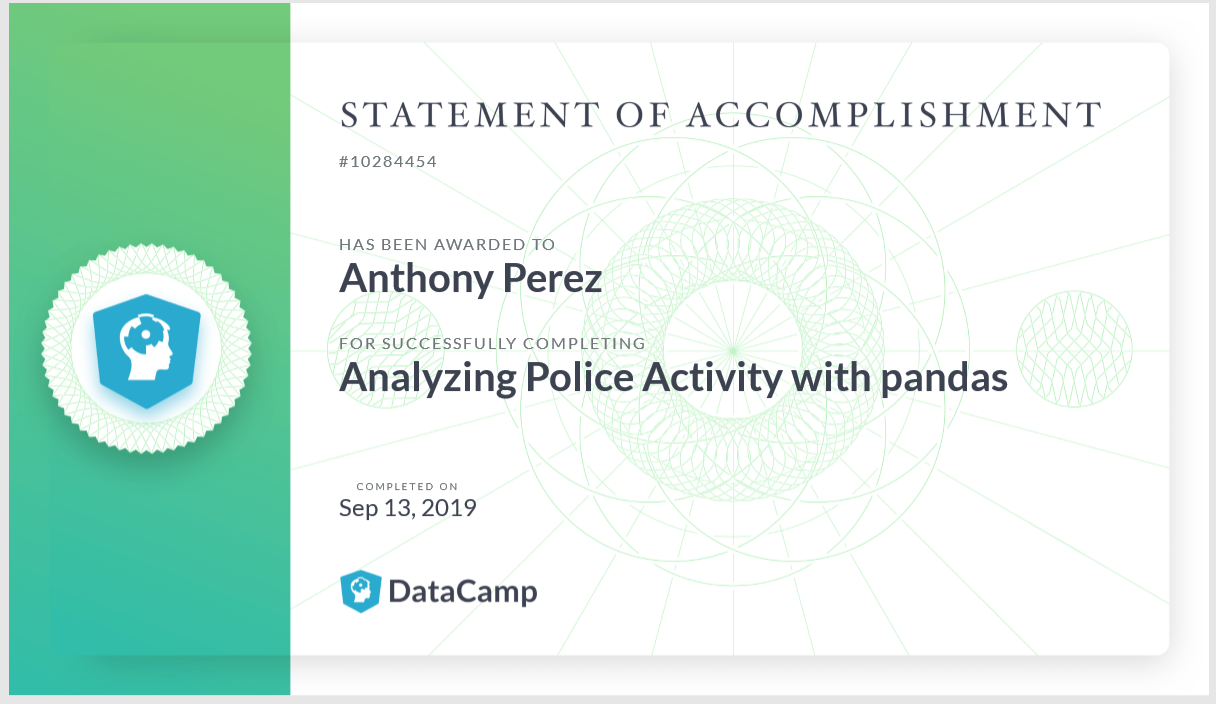 STATEMENT OF ACCOMPLISHMENT
#10284454
HAS BEEN AWARDED TO
Anthony Perez
FOR SUCCESSFULLY COMPLETING
Analyzing Police Activity with pandas
COMPLETED ON
Sep 13, 2019
DataCamp